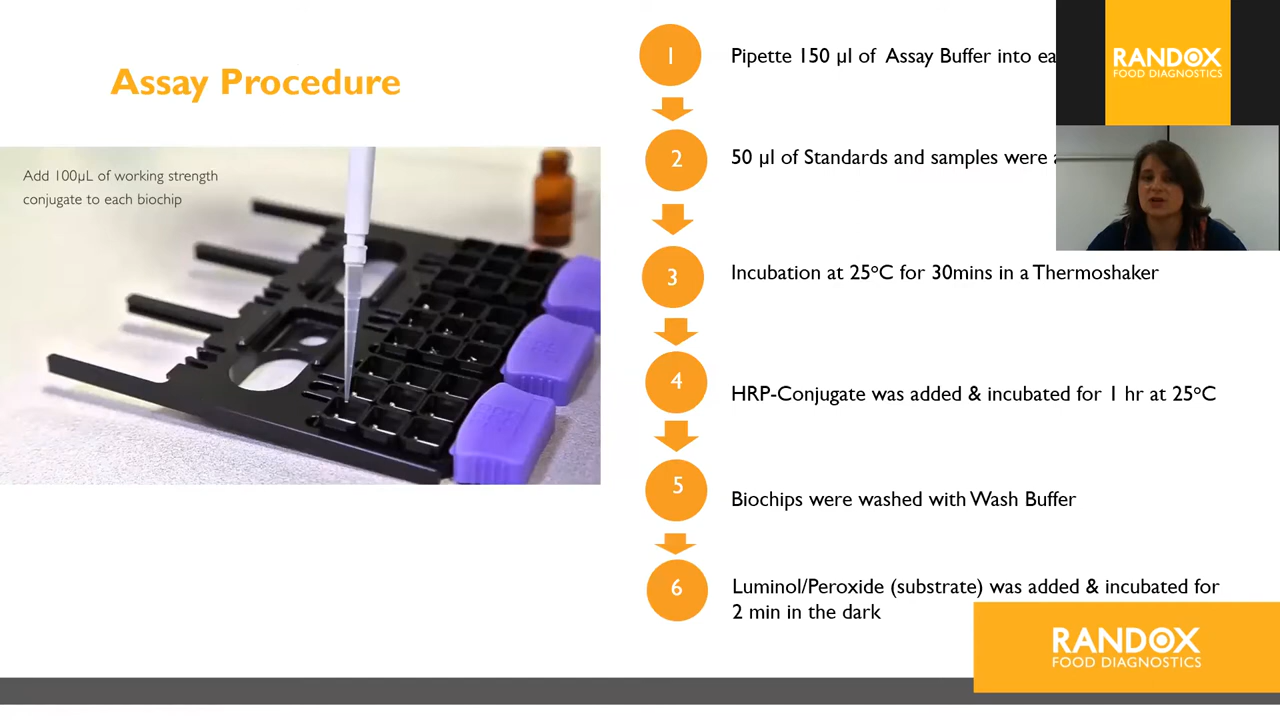 Assay Procedure
Add 100µL of working strength
conjugate to each biochip
1
Pipette 150 µl of Assay Buffer into ea
2
50 µl of Standards and samples were
3
Incubation at 25ºC for 30mins in a Thermoshaker
4
HRP-Conjugate was added & incubated for 1 hr at 25ºC
5
Biochips were washed with Wash Buffer
6
Luminol/Peroxide (substrate) was added & incubated for
2 min in the dark
RANDOX
FOOD DIAGNOSTICS
RANDOX
FOOD DIAGNOSTICS